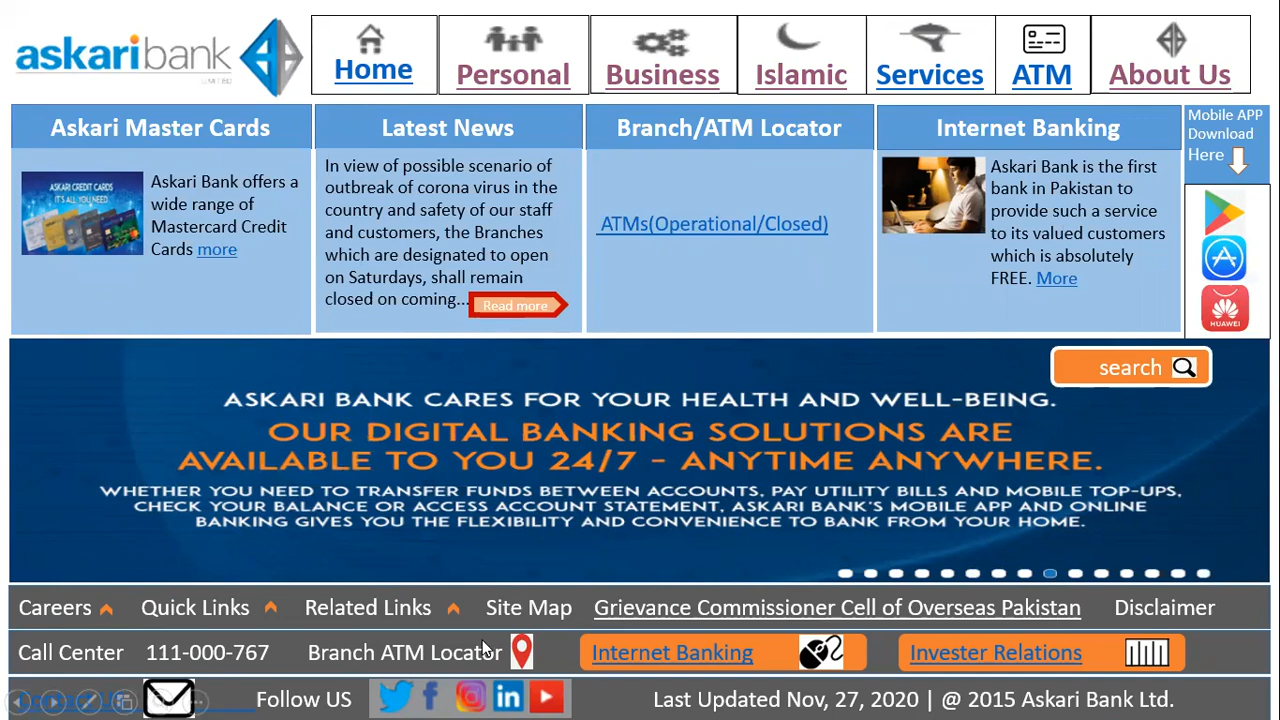 askaribank
LIMITED
Home
Personal
Business
Islamic
Services
ATM
About Us
Askari Master Cards
ASKARI CREDIT CARDS
IT'S ALL YOU NEED
Askari Bank offers a
wide range of
Mastercard Credit
Cards more
Latest News
In view of possible scenario of
outbreak of corona virus in the
country and safety of our staff
and customers, the Branches
which are designated to open
on Saturdays, shall remain
closed on coming...
Read more
Branch/ATM Locator
ATMs(Operational/Closed)
Internet Banking
Askari Bank is the first
bank in Pakistan to
provide such a service
to its valued customers
which is absolutely
FREE. More
Mobile APP
Download
Here
HUAWEI
search
ASKARI BANK CARES FOR YOUR HEALTH AND WELL-BEING.
OUR DIGITAL BANKING SOLUTIONS ARE
AVAILABLE TO YOU 24/7 - ANYTIME ANYWHERE.
WHETHER YOU NEED TO TRANSFER FUNDS BETWEEN ACCOUNTS, PAY UTILITY BILLS AND MOBILE TOP-UPS,
CHECK YOUR BALANCE OR ACCESS ACCOUNT STATEMENT, ASKARI BANK'S MOBILE APP AND ONLINE
BANKING GIVES YOU THE FLEXIBILITY AND CONVENIENCE TO BANK FROM YOUR HOME.
Careers Quick Links Related Links Site Map Grievance Commissioner Cell of Overseas Pakistan Disclaimer
Call Center 111-000-767 Branch ATM Locator Internet Banking Invester Relations
Follow US Last Updated Nov, 27, 2020 | @ 2015 Askari Bank Ltd.